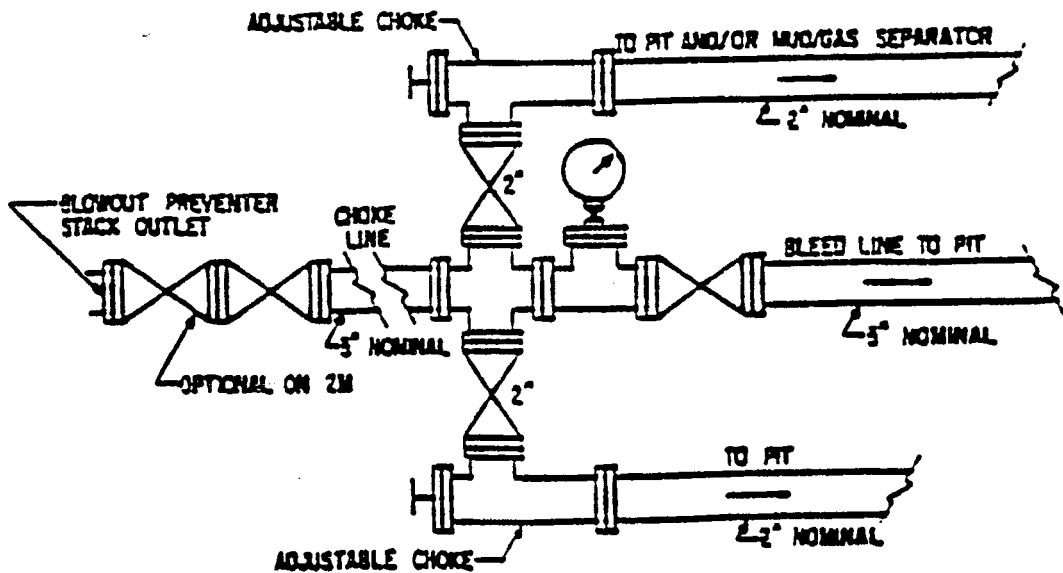 ADJUSTABLE CHOKE
TO PIT AND/OR MUD/GAS SEPARATOR
2" NOMINAL
2"
BLOWOUT PREVENTER
STACK OUTLET
CHOKE
LINE
BLEED LINE TO PIT
3" NOMINAL
3" NOMINAL
OPTIONAL ON 2M
2"
TO PIT
2" NOMINAL
ADJUSTABLE CHOKE